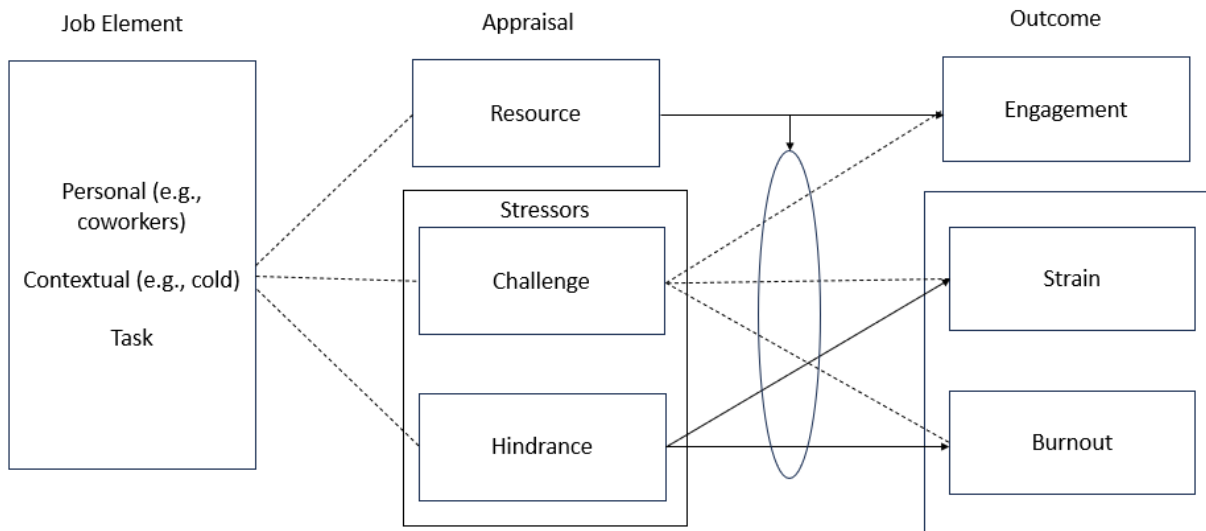 Job Element
Appraisal
Outcome
Personal (e.g.,
coworkers)
Contextual (e.g., cold)
Task
Resource
Stressors
Challenge
Hindrance
Engagement
Strain
Burnout